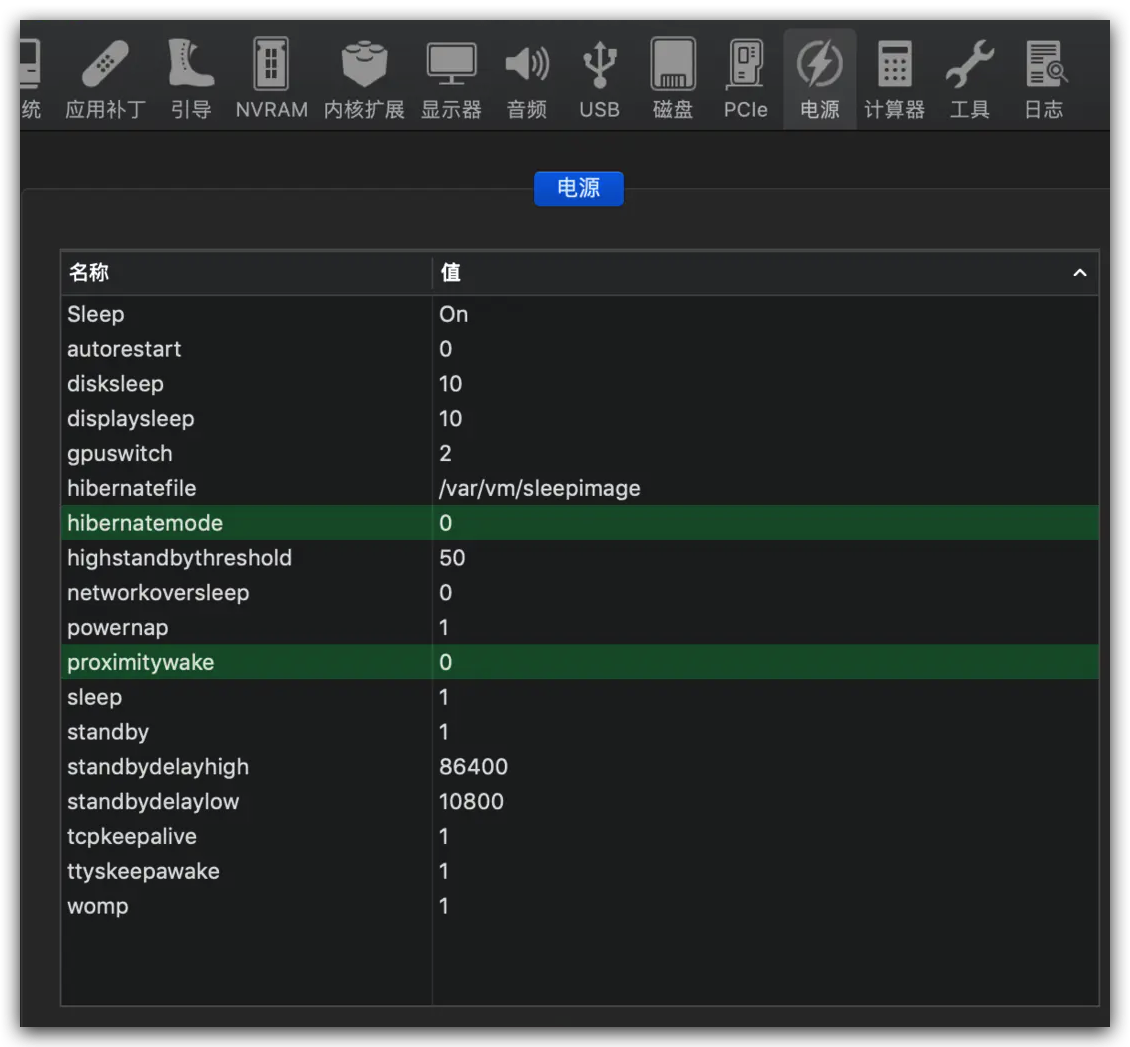 统 应用补丁 引导 NVRAM 内核扩展 显示器 音频 USB 磁盘 PCIe 电源 计算器 工具 日志
电源
名称 值
Sleep On
autorestart 0
disksleep 10
displaysleep 10
gpuswitch 2
hibernatefile /var/vm/sleepimage
hibernatemode 0
highstandbythreshold 50
networkoversleep 0
powernap 1
proximitywake 0
sleep 1
standby 1
standbydelayhigh 86400
standbydelaylow 10800
tcpkeepalive 1
ttyskeepawake 1
womp 1